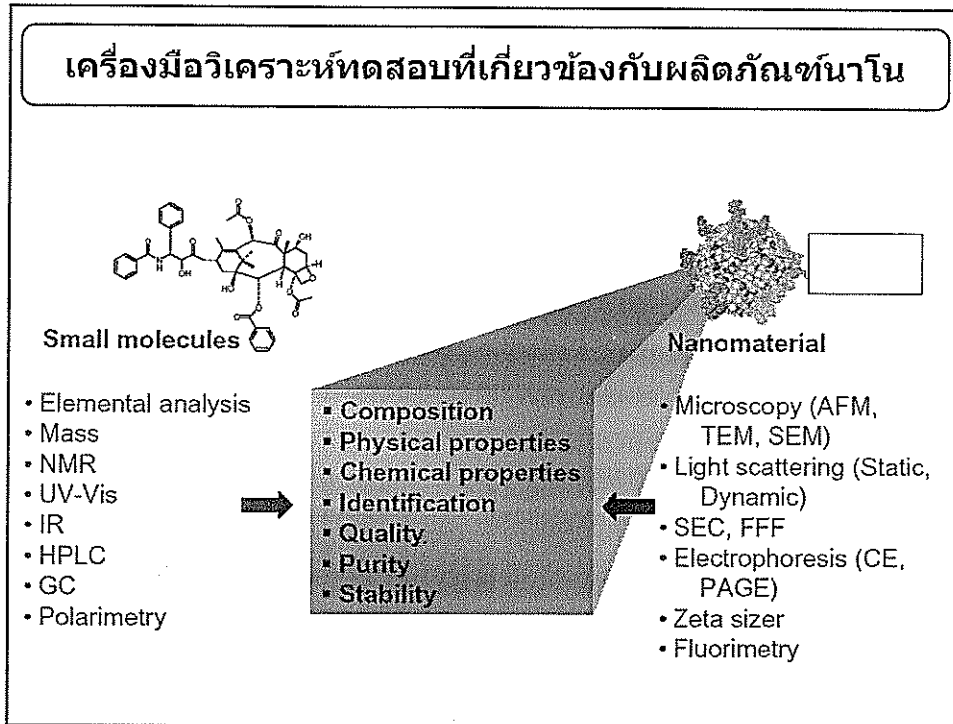 เครื่องมือวิเคราะห์ทดสอบที่เกี่ยวข้องกับผลิตภัณฑ์นาโน
Small molecules
Nanomaterial
• Elemental analysis
• Mass
• NMR
• UV-Vis
• IR
• HPLC
• GC
• Polarimetry
▪ Composition
▪ Physical properties
▪ Chemical properties
▪ Identification
▪ Quality
▪ Purity
▪ Stability
• Microscopy (AFM,
TEM, SEM)
• Light scattering (Static,
Dynamic)
• SEC, FFF
• Electrophoresis (CE,
PAGE)
• Zeta sizer
• Fluorimetry